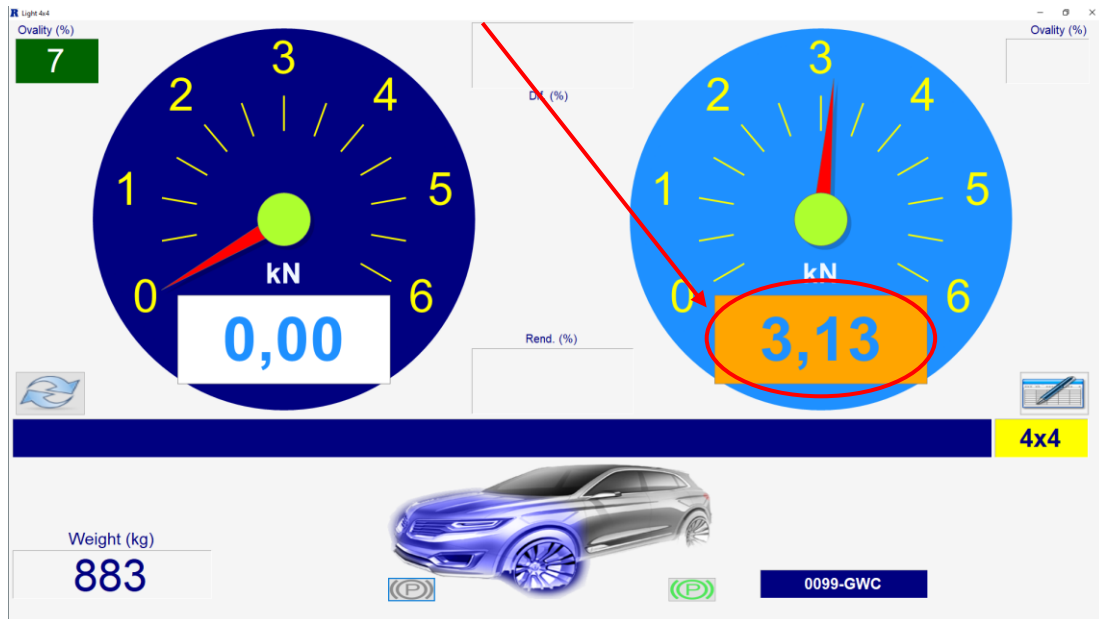 R Light 4x4
Ovality (%)
7
0
1
2
3
4
5
6
kN
0,00
Dif. (%)
Rend. (%)
Ovality (%)
0
1
2
3
4
5
6
kN
3,13
4x4
Weight (kg)
883
(P)
(P)
0099-GWC